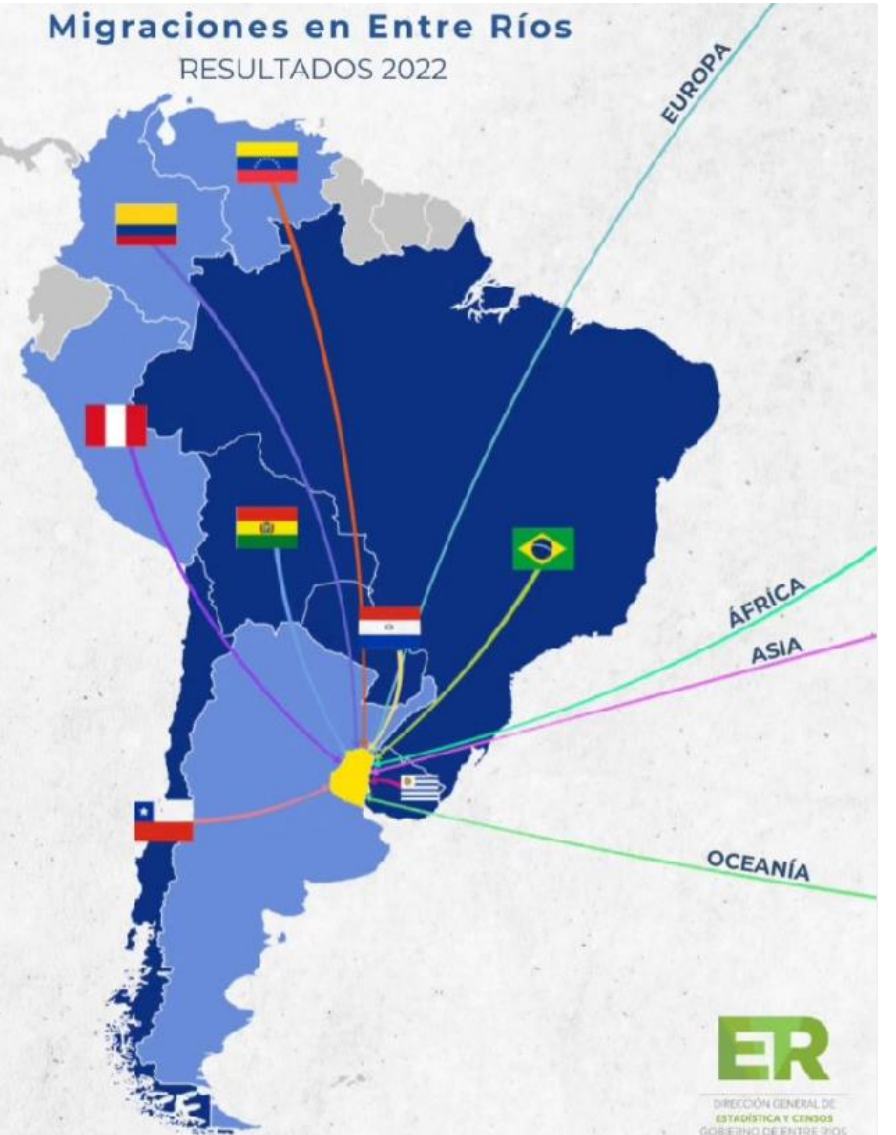 Migraciones en Entre Ríos
RESULTADOS 2022
EUROPA
ÁFRICA
ASIA
OCEANÍA
ER
DIRECCIÓN GENERAL DE
ESTADÍSTICA Y CENSOS
GOBIERNO DE ENTRE RÍOS